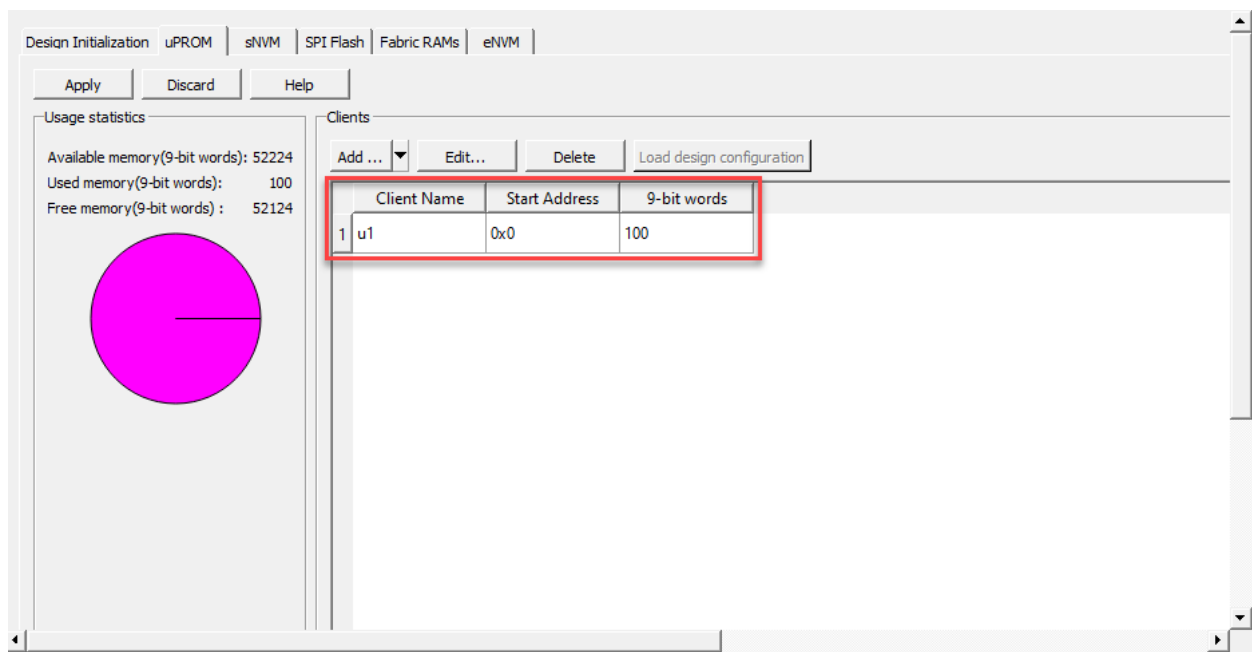 Design Initialization uPROM sNVM SPI Flash Fabric RAMs eNVM
Apply Discard Help
Usage statistics
Available memory(9-bit words): 52224
Used memory(9-bit words): 100
Free memory(9-bit words) : 52124
Clients
Add ... Edit... Delete Load design configuration
Client Name Start Address 9-bit words
1 u1 0x0 100